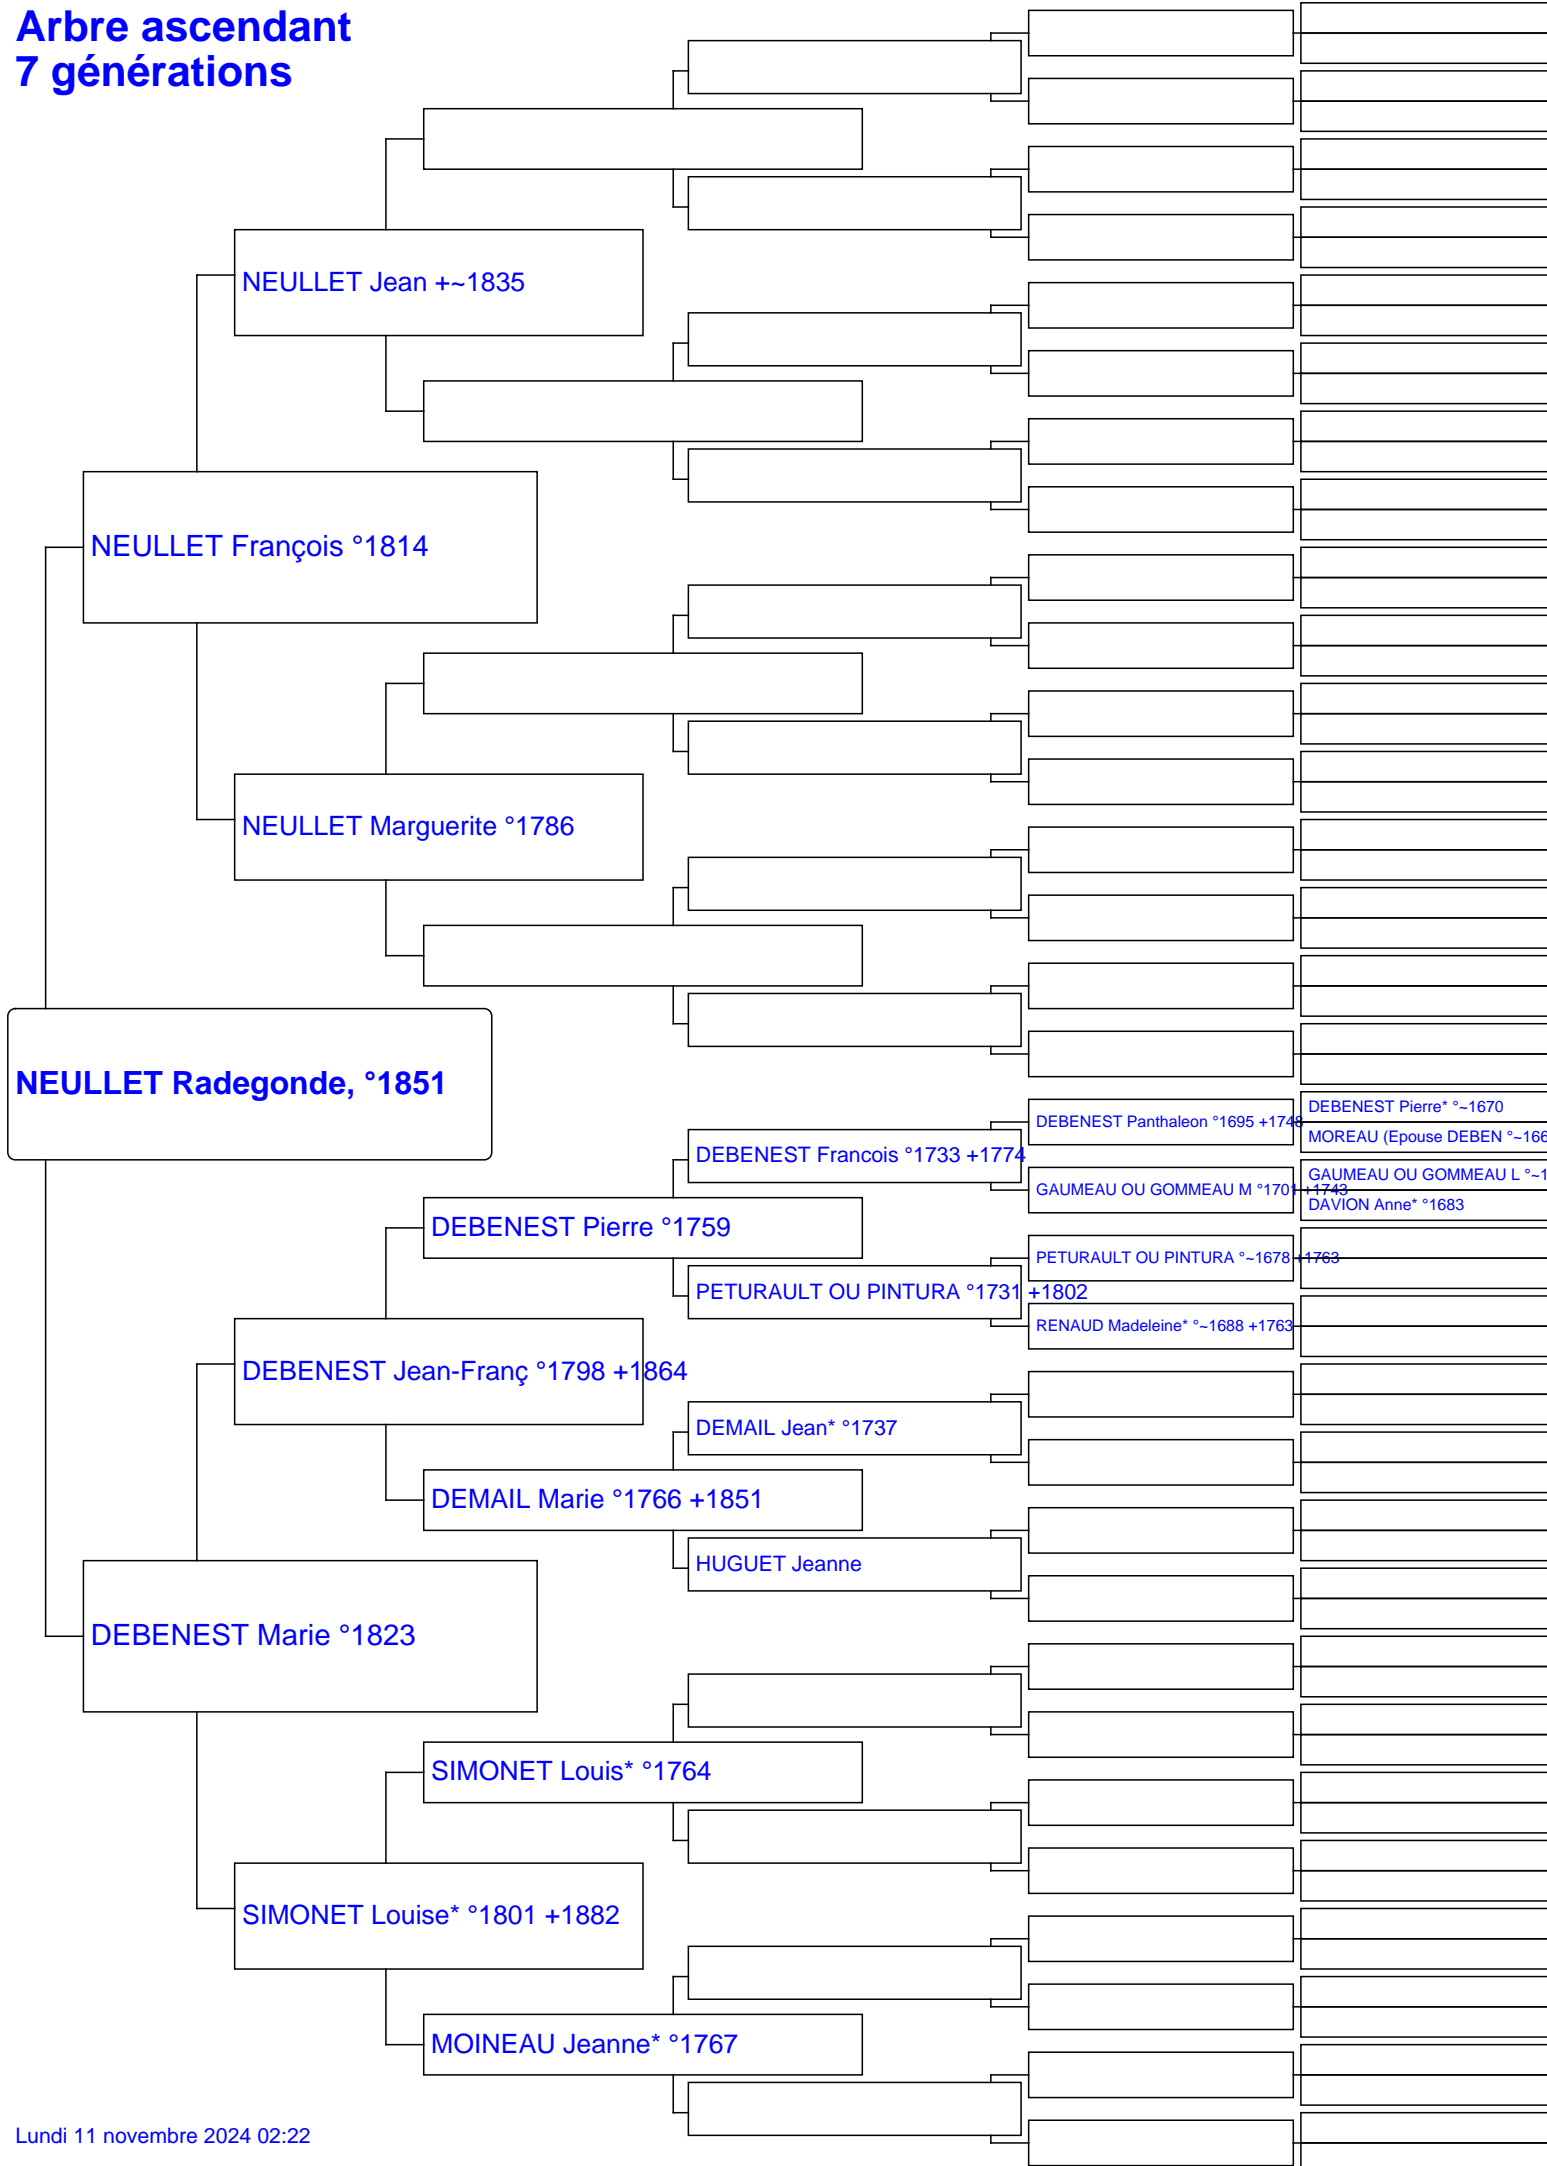 Arbre ascendant
7 générations
NEULLET Jean +~1835
NEULLET François °1814
NEULLET Marguerite °1786
NEULLET Radegonde, °1851
DEBENEST Panthaleon °1695 +1748
DEBENEST Pierre* °~1670
MOREAU (Epouse DEBEN °~166
DEBENEST Francois °1733 +1774
GAUMEAU OU GOMMEAU M °1701 +1743
GAUMEAU OU GOMMEAU L °~1
DAVION Anne* °1683
DEBENEST Pierre °1759
PETURAULT OU PINTURA °~1678 +1763
PETURAULT OU PINTURA °1731 +1802
RENAUD Madeleine* °~1688 +1763
DEBENEST Jean-Franç °1798 +1864
DEMAIL Jean* °1737
DEMAIL Marie °1766 +1851
HUGUET Jeanne
DEBENEST Marie °1823
SIMONET Louis* °1764
SIMONET Louise* °1801 +1882
MOINEAU Jeanne* °1767
Lundi 11 novembre 2024 02:22